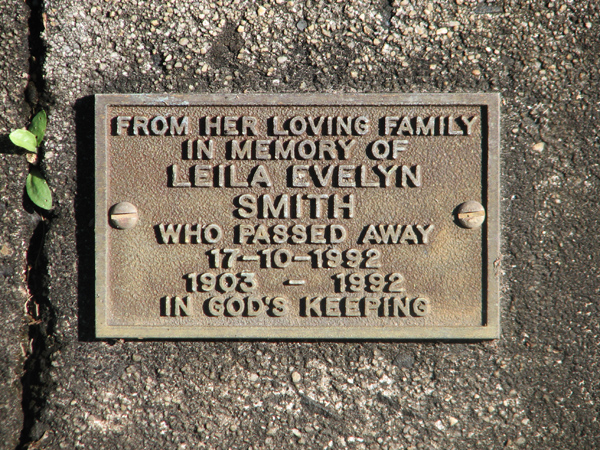 FROM HER LOVING FAMILY
IN MEMORY OF
LEILA EVELYN
SMITH
WHO PASSED AWAY
17-10-1992
1903 - 1992
IN GOD'S KEEPING